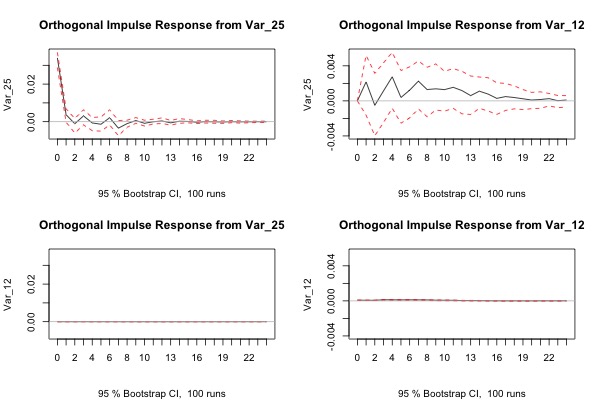 Orthogonal Impulse Response from Var_25
Var_25
0.02
0.00
0 2 4 6 8 10 13 16 19 22
95 % Bootstrap CI, 100 runs
Orthogonal Impulse Response from Var_12
Var_25
0.004
0.000
-0.004
0 2 4 6 8 10 13 16 19 22
95 % Bootstrap CI, 100 runs
Orthogonal Impulse Response from Var_25
Var_12
0.02
0.00
0 2 4 6 8 10 13 16 19 22
95 % Bootstrap CI, 100 runs
Orthogonal Impulse Response from Var_12
Var_12
0.004
0.000
-0.004
0 2 4 6 8 10 13 16 19 22
95 % Bootstrap CI, 100 runs